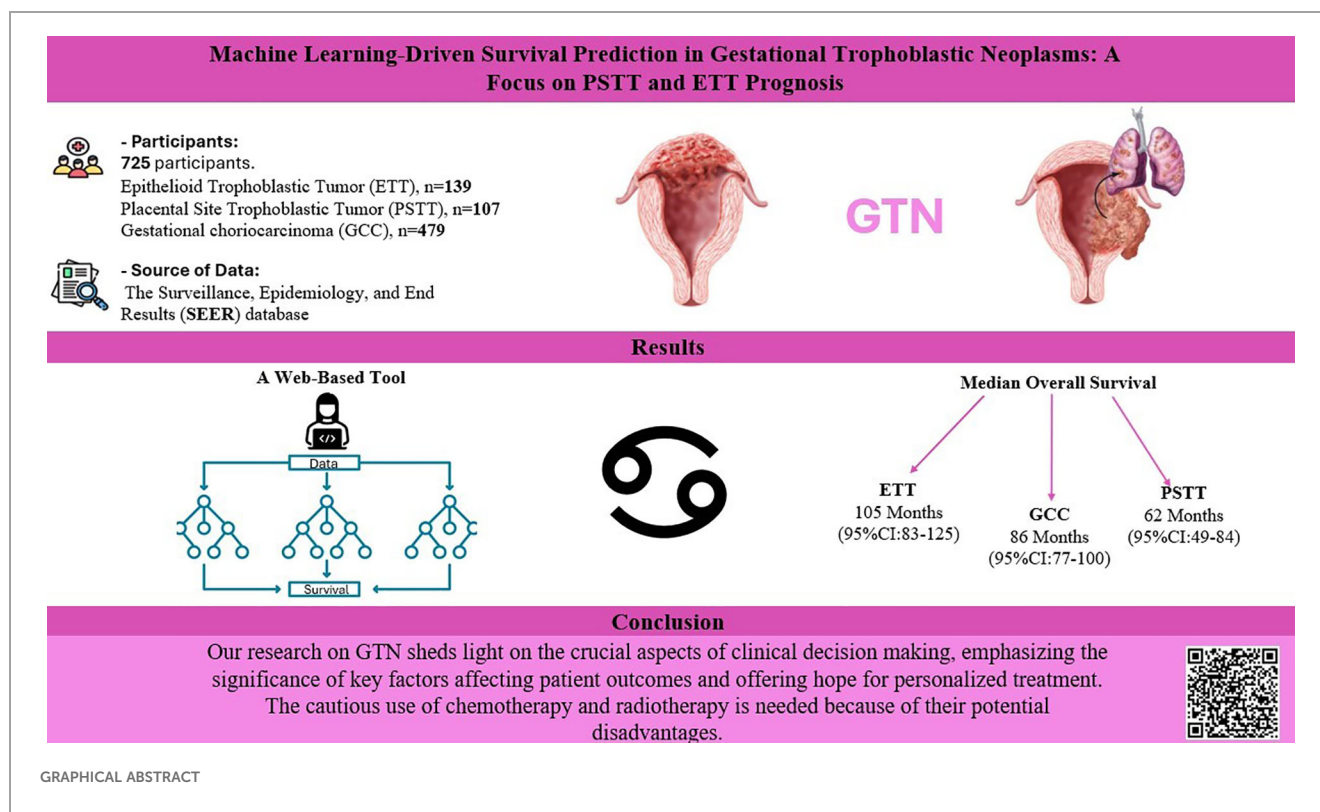 Machine Learning-Driven Survival Prediction in Gestational Trophoblastic Neoplasms: A
Focus on PSTT and ETT Prognosis
- Participants:
725 participants.
Epithelioid Trophoblastic Tumor (ETT), n=139
Placental Site Trophoblastic Tumor (PSTT), n=107
Gestational choriocarcinoma (GCC), n=479
- Source of Data:
The Surveillance, Epidemiology, and End
Results (SEER) database
GTN
Results
A Web-Based Tool
</>
Data
Survival
Median Overall Survival
ETT
105 Months
(95%CI:83-125)
GCC
86 Months
(95%CI:77-100)
PSTT
62 Months
(95%CI:49-84)
Conclusion
Our research on GTN sheds light on the crucial aspects of clinical decision making, emphasizing the
significance of key factors affecting patient outcomes and offering hope for personalized treatment.
The cautious use of chemotherapy and radiotherapy is needed because of their potential
disadvantages.
GRAPHICAL ABSTRACT